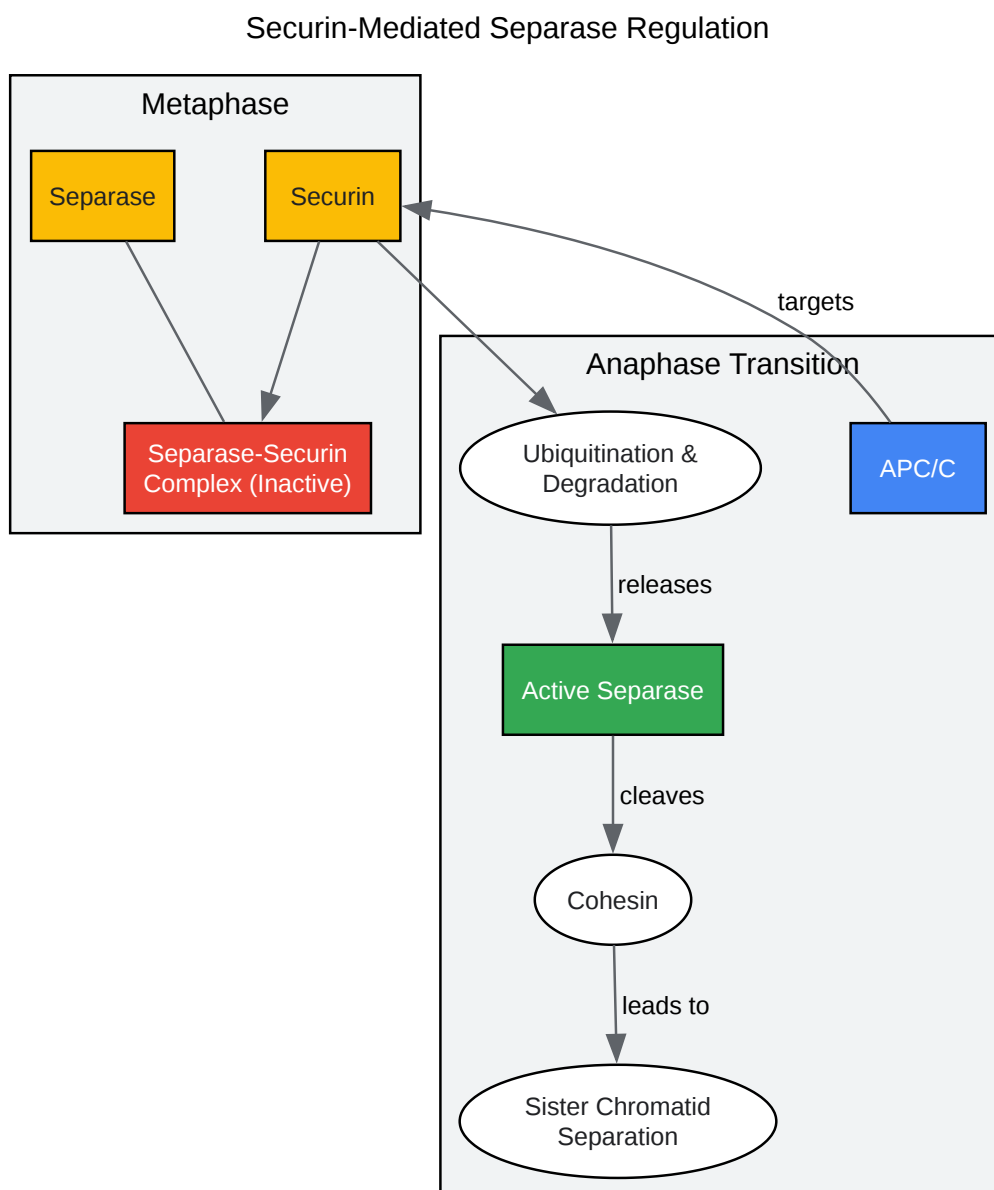 Securin-Mediated Separase Regulation
Metaphase
Separase
Securin
Separase-Securin
Complex (Inactive)
targets
Anaphase Transition
Ubiquitination &
Degradation
APC/C
releases
Active Separase
cleaves
Cohesin
leads to
Sister Chromatid
Separation